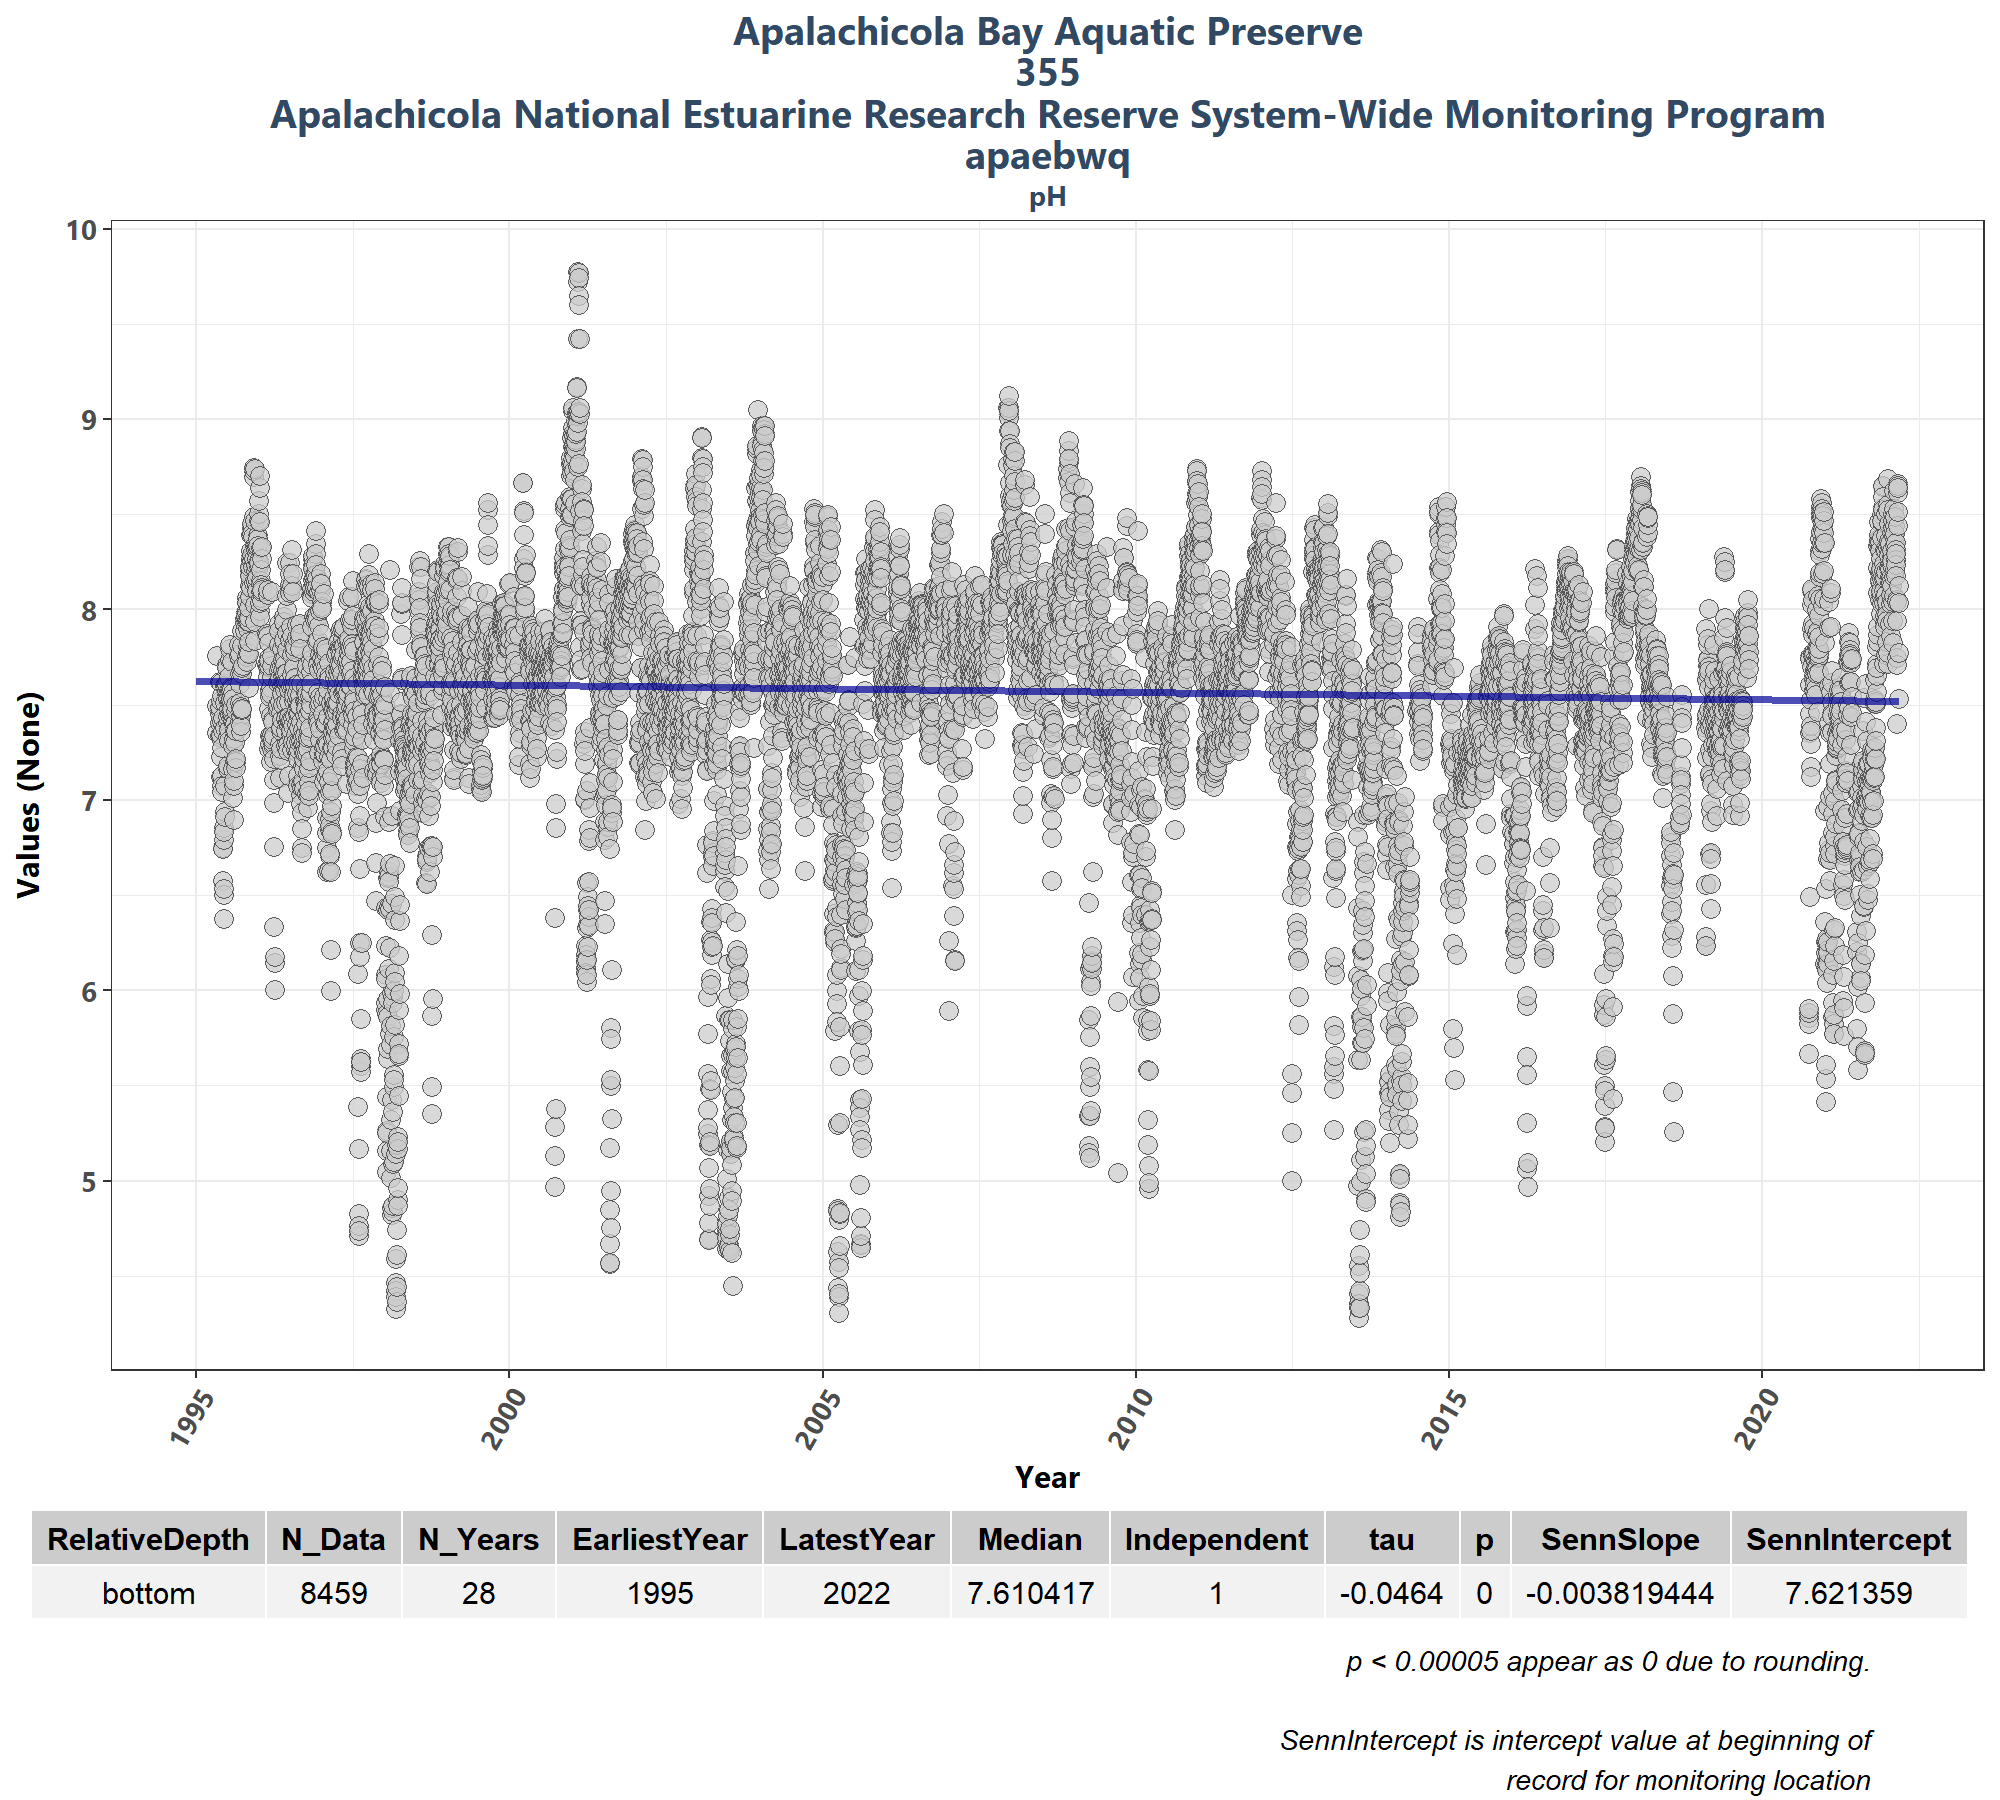 Apalachicola Bay Aquatic Preserve
355
Apalachicola National Estuarine Research Reserve System-Wide Monitoring Program
apaebwq
pH
10
9
8
7
6
5
Values (None)
1995 2000 2005 2010 2015 2020
Year
RelativeDepth N_Data N_Years EarliestYear LatestYear Median Independent tau p SennSlope SennIntercept
bottom 8459 28 1995 2022 7.610417 1 -0.0464 0 -0.003819444 7.621359
p < 0.00005 appear as 0 due to rounding.
SennIntercept is intercept value at beginning of
record for monitoring location